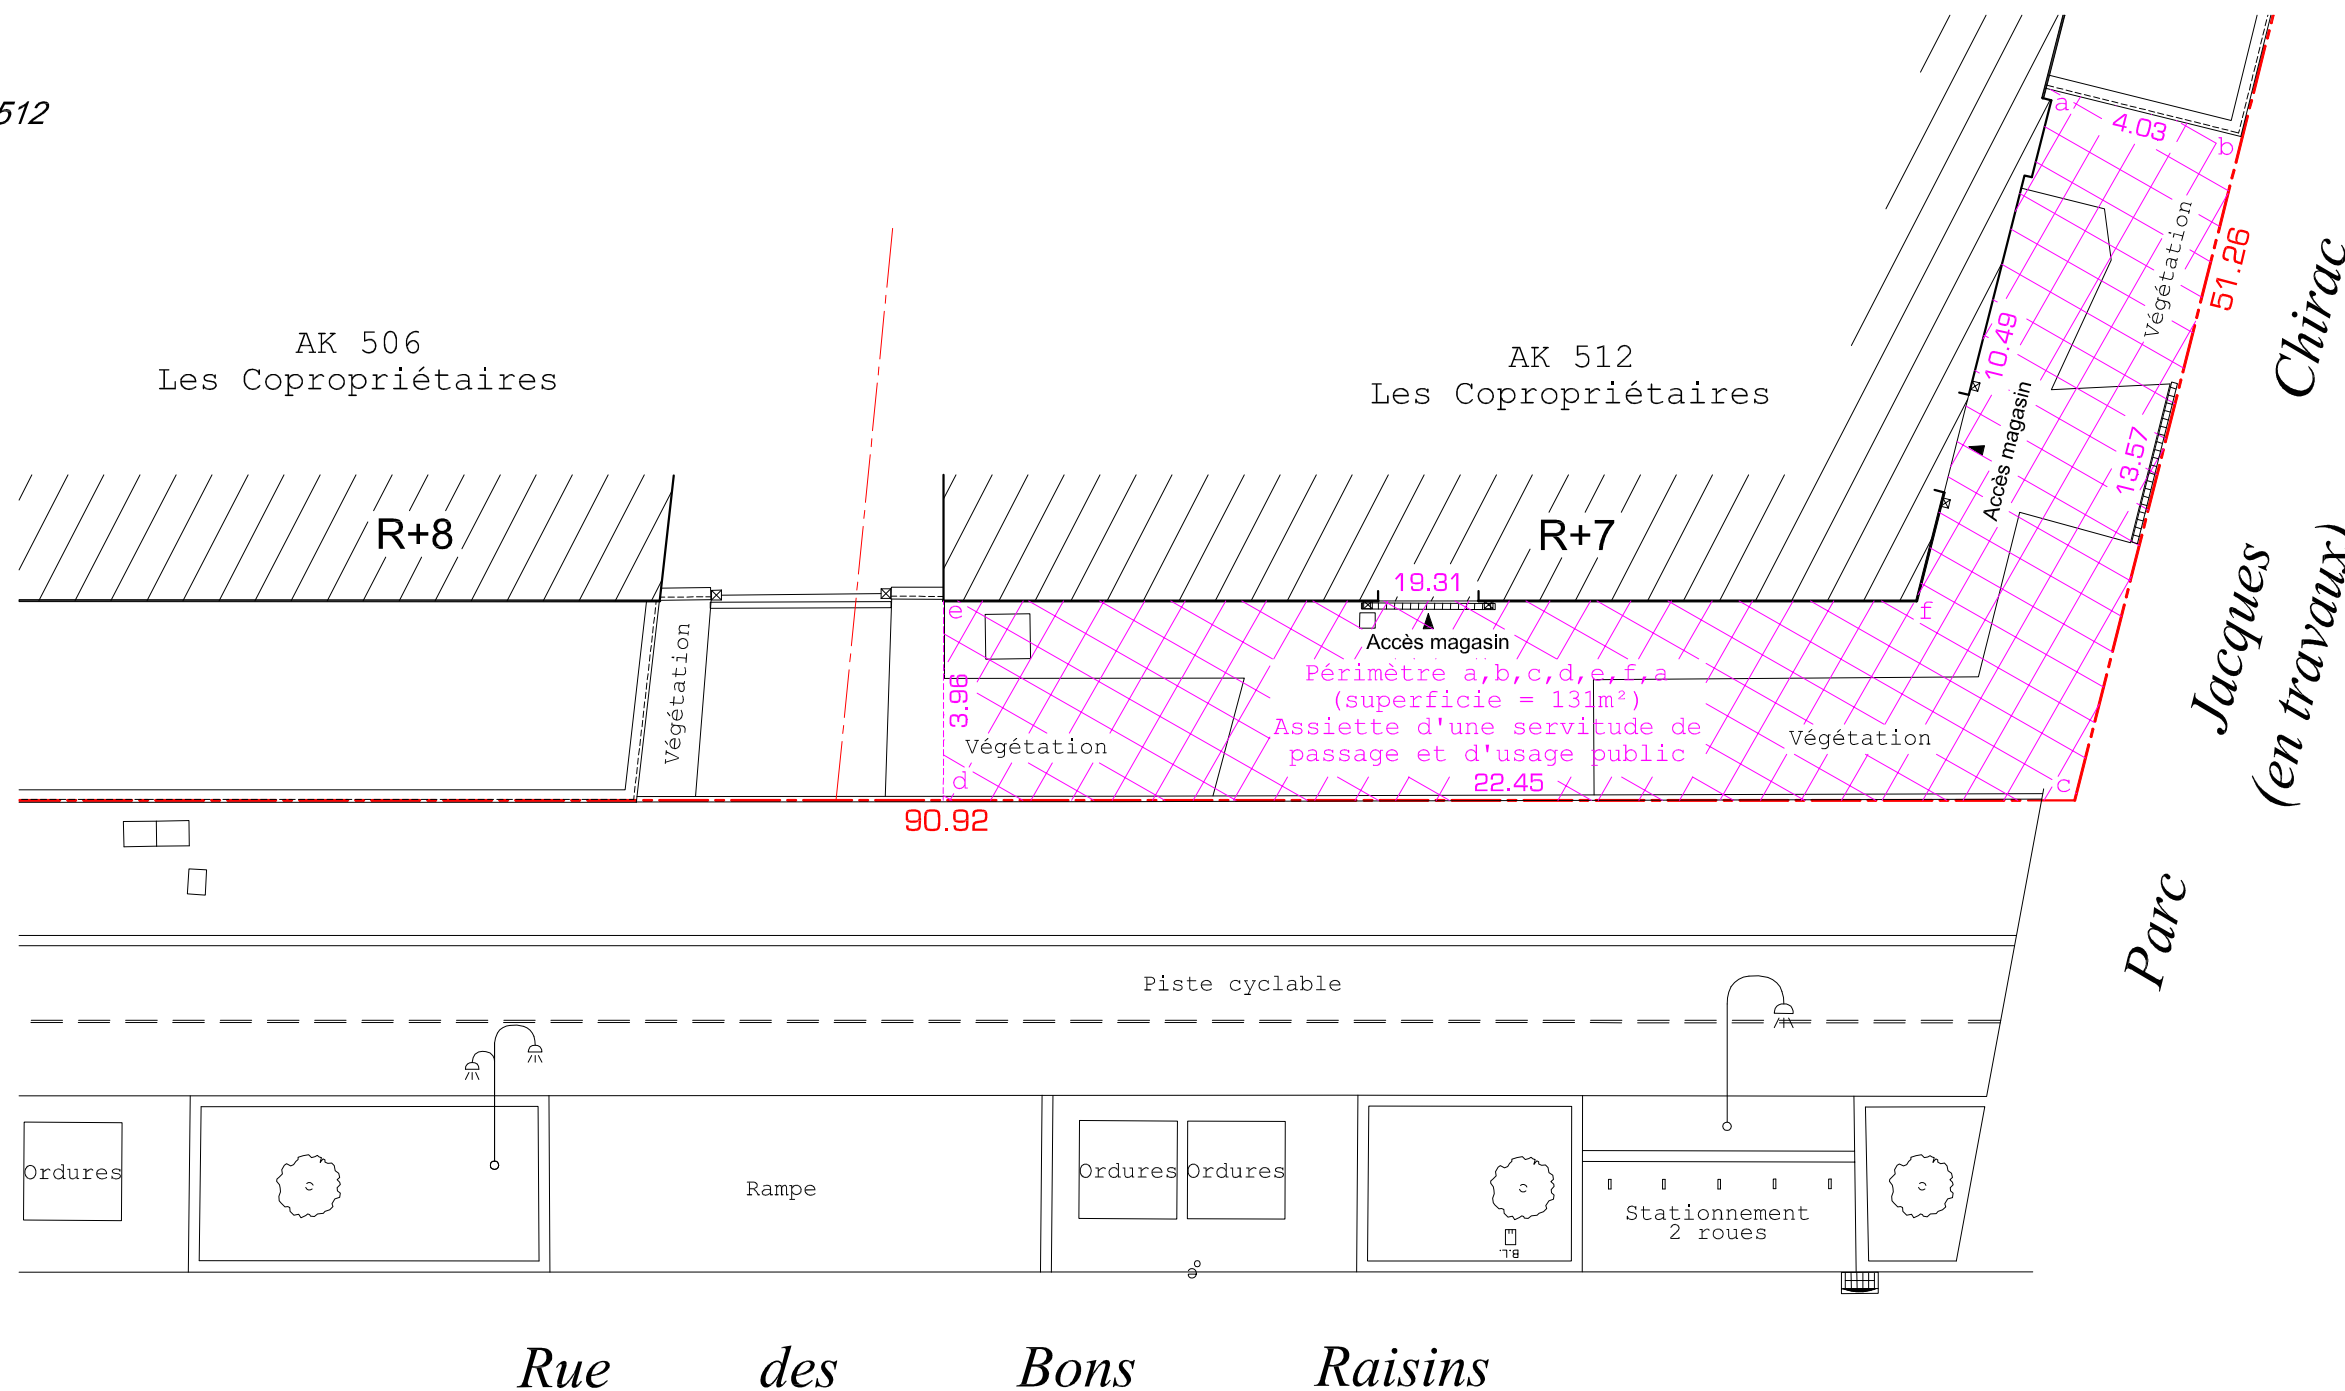 512
a
4.03
b
Végétation
51.26
Chirac
AK 506
Les Copropriétaires
AK 512
Les Copropriétaires
10.49
Accès magasin
13.57
R+8
R+7
19.31
e
f
Accès magasin
Végétation
3.96
Périmètre a,b,c,d,e,f,a
(superficie = 131m²)
Assiette d'une servitude de
passage et d'usage public
Végétation
Végétation
d
22.45
c
90.92
Jacques
(en travaux)
Parc
Piste cyclable
Ordures
Rampe
Ordures
Ordures
B.L.
Stationnement
2 roues
Rue des Bons Raisins